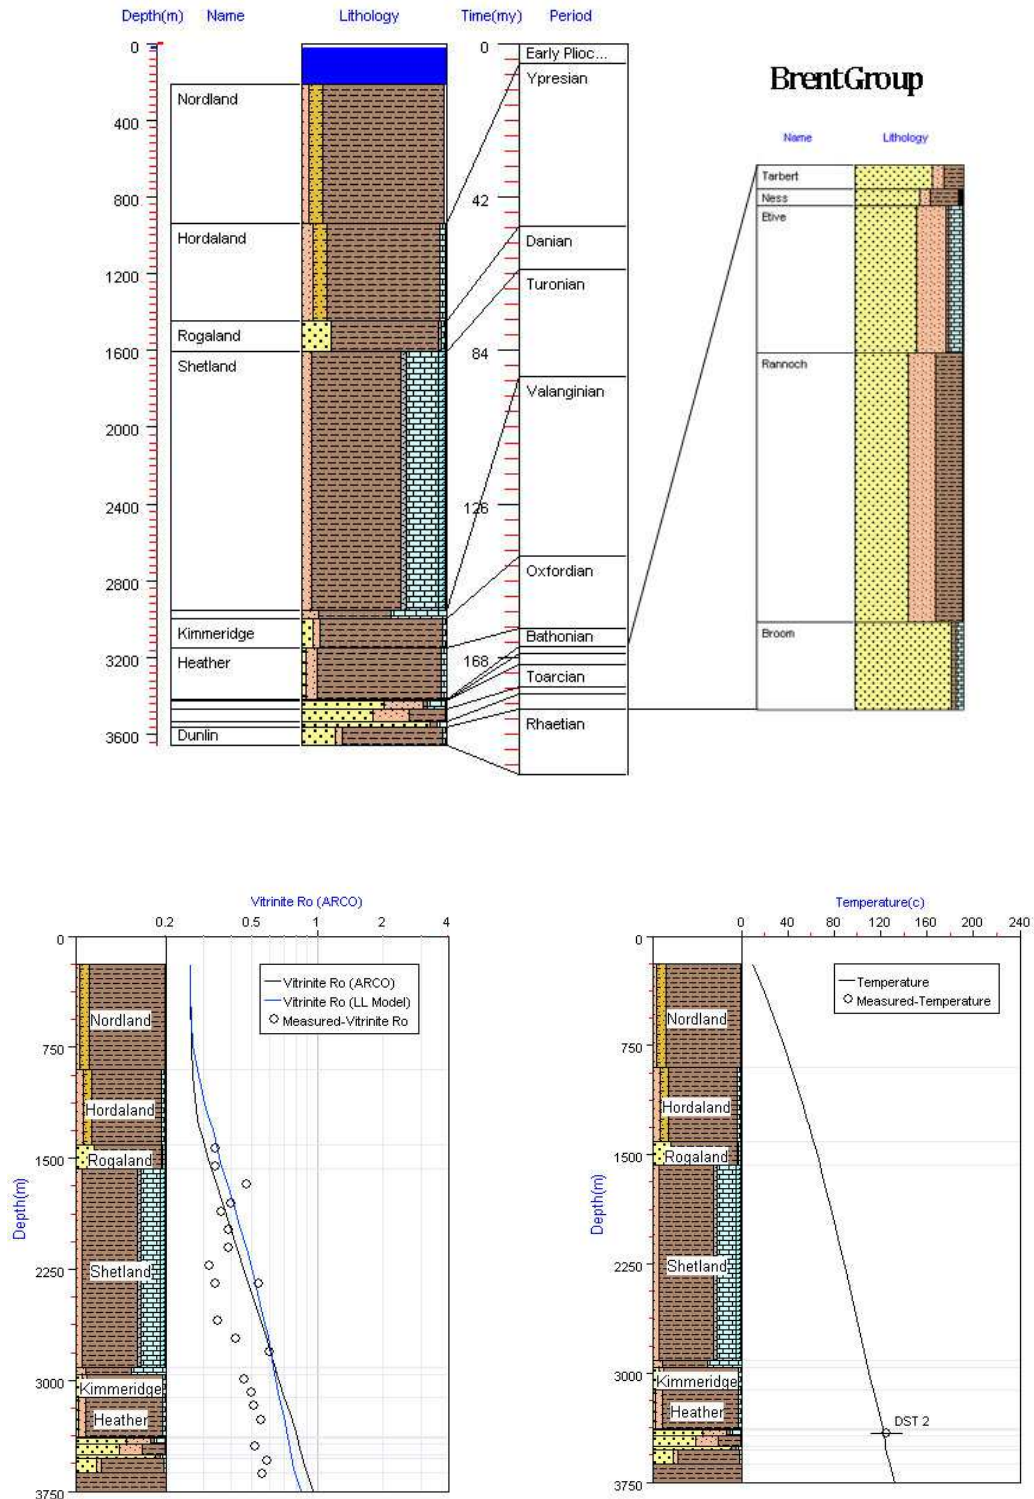 Depth(m) Name Lithology Time(my) Period
0
400
800
1200
1600
2000
2400
2800
3200
3600
Nordland
Hordaland
Rogaland
Shetland
Kimmeridge
Heather
Dunlin
0
42
84
126
168
Early Plioc...
Ypresian
Danian
Turonian
Valanginian
Oxfordian
Bathonian
Toarcian
Rhaetian
BrentGroup
Name Lithology
Tarbert
Ness
Etive
Rannoch
Broom
Vitrinite Ro (ARCO)
0.2 0.5 1 2 4
Depth(m)
0
750
1500
2250
3000
3750
Nordland
Hordaland
Rogaland
Shetland
Kimmeridge
Heather
Vitrinite Ro (ARCO)
Vitrinite Ro (LL Model)
Measured-Vitrinite Ro
Temperature(c)
0 40 80 120 160 200 240
Depth(m)
0
750
1500
2250
3000
3750
Nordland
Hordaland
Rogaland
Shetland
Kimmeridge
Heather
Temperature
Measured-Temperature
DST 2